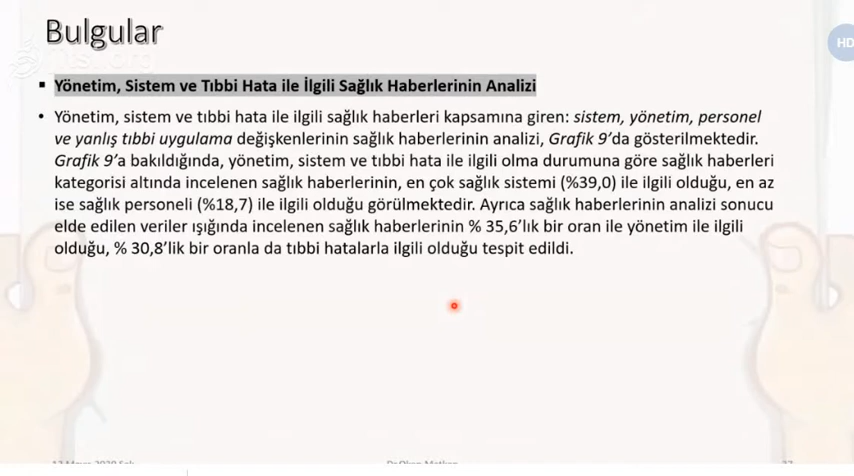 Bulgular
HD
▪ Yönetim, Sistem ve Tıbbi Hata ile İlgili Sağlık Haberlerinin Analizi
• Yönetim, sistem ve tıbbi hata ile ilgili sağlık haberleri kapsamına giren: sistem, yönetim, personel
ve yanlış tıbbi uygulama değişkenlerinin sağlık haberlerinin analizi, Grafik 9’da gösterilmektedir.
Grafik 9’a bakıldığında, yönetim, sistem ve tıbbi hata ile ilgili olma durumuna göre sağlık haberleri
kategorisi altında incelenen sağlık haberlerinin, en çok sağlık sistemi (%39,0) ile ilgili olduğu, en az
ise sağlık personeli (%18,7) ile ilgili olduğu görülmektedir. Ayrıca sağlık haberlerinin analizi sonucu
elde edilen veriler ışığında incelenen sağlık haberlerinin % 35,6’lık bir oran ile yönetim ile ilgili
olduğu, % 30,8’lik bir oranla da tıbbi hatalarla ilgili olduğu tespit edildi.